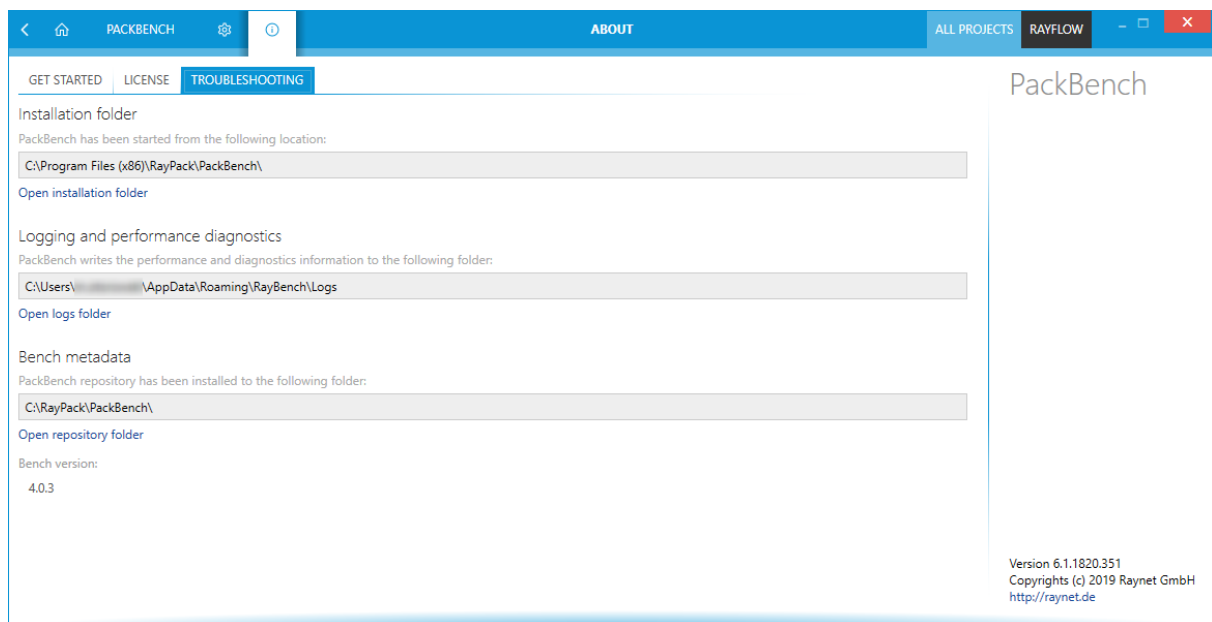 PACKBENCH ABOUT ALL PROJECTS RAYFLOW
GET STARTED LICENSE TROUBLESHOOTING
PackBench
Installation folder
PackBench has been started from the following location:
C:\Program Files (x86)\RayPack\PackBench\
Open installation folder
Logging and performance diagnostics
PackBench writes the performance and diagnostics information to the following folder:
C:\Users\ \AppData\Roaming\RayBench\Logs
Open logs folder
Bench metadata
PackBench repository has been installed to the following folder:
C:\RayPack\PackBench\
Open repository folder
Bench version:
4.0.3
Version 6.1.1820.351
Copyrights (c) 2019 Raynet GmbH
http://raynet.de